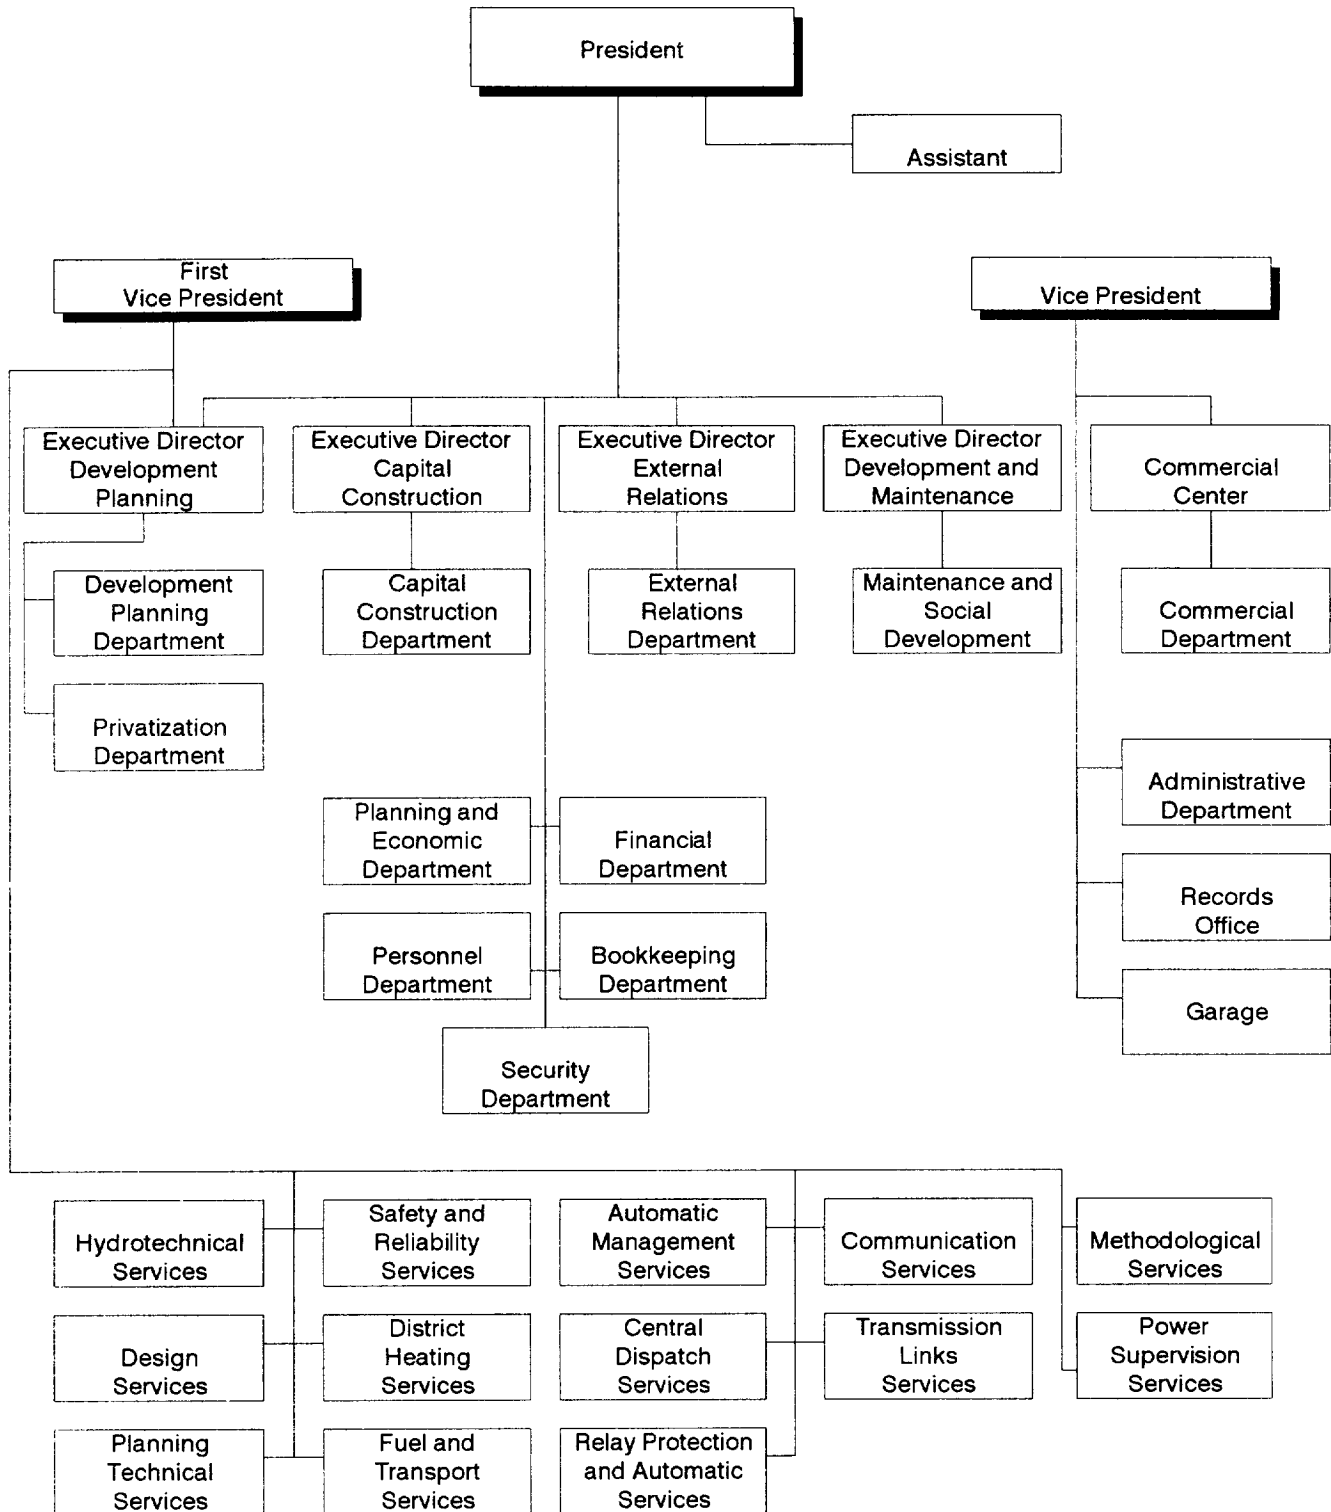 President
Assistant
First
Vice President
Vice President
Executive Director
Development
Planning
Executive Director
Capital
Construction
Executive Director
External
Relations
Executive Director
Development and
Maintenance
Commercial
Center
Development
Planning
Department
Capital
Construction
Department
External
Relations
Department
Maintenance and
Social
Development
Commercial
Department
Privatization
Department
Administrative
Department
Planning and
Economic
Department
Financial
Department
Records
Office
Personnel
Department
Bookkeeping
Department
Garage
Security
Department
Hydrotechnical
Services
Safety and
Reliability
Services
Automatic
Management
Services
Communication
Services
Methodological
Services
Design
Services
District
Heating
Services
Central
Dispatch
Services
Transmission
Links
Services
Power
Supervision
Services
Planning
Technical
Services
Fuel and
Transport
Services
Relay Protection
and Automatic
Services